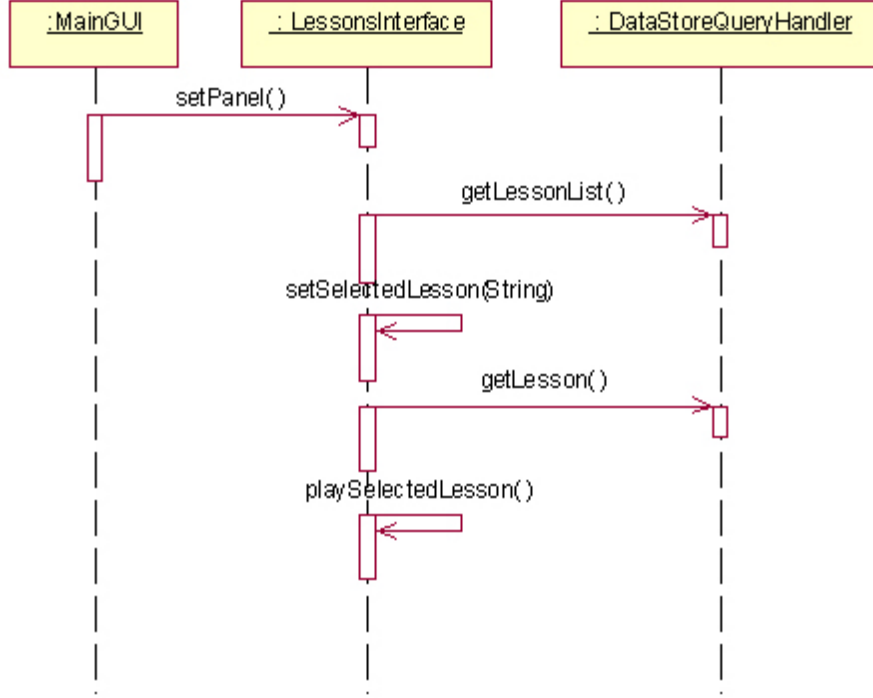 :MainGUI
: LessonsInterface
: DataStoreQueryHandler
setPanel()
getLessonList()
setSelectedLesson(String)
getLesson()
playSelectedLesson()